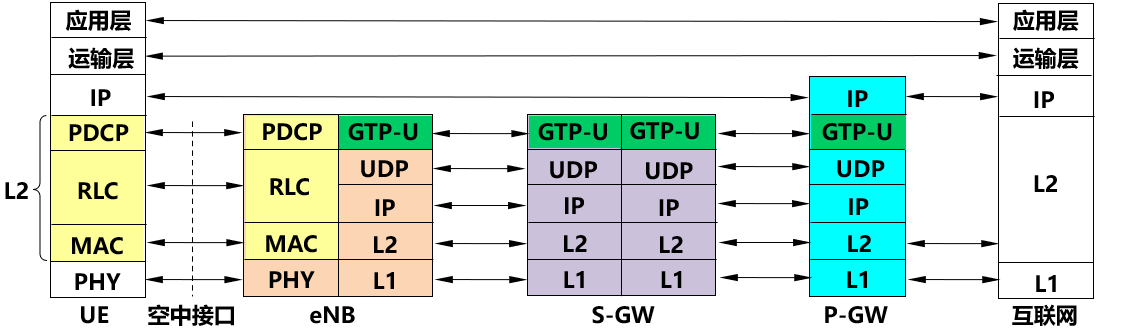 应用层 应用层
运输层 运输层
IP IP IP
PDCP PDCP GTP-U GTP-U GTP-U GTP-U
UDP UDP UDP UDP
L2 RLC RLC L2
IP IP IP IP
MAC MAC L2 L2 L2 L2
PHY PHY L1 L1 L1 L1 L1
UE 空中接口 eNB S-GW P-GW 互联网